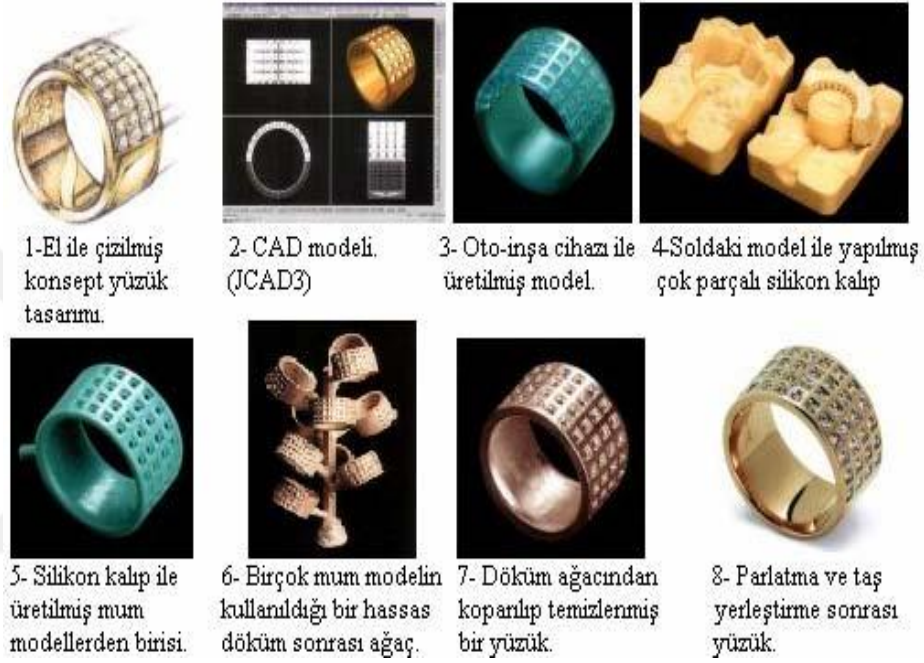 1-El ile çizilmiş
konsept yüzük
tasarımı.
2- CAD modeli.
(JCAD3)
3- Oto-inşa cihazı ile
üretilmiş model.
4-Soldaki model ile yapılmış
çok parçalı silikon kalıp
5- Silikon kalıp ile
üretilmiş mum
modellerden birisi.
6- Birçok mum modelin
kullanıldığı bir hassas
döküm sonrası ağaç.
7- Döküm ağacından
koparılıp temizlenmiş
bir yüzük.
8- Parlatma ve taş
yerleştirme sonrası
yüzük.